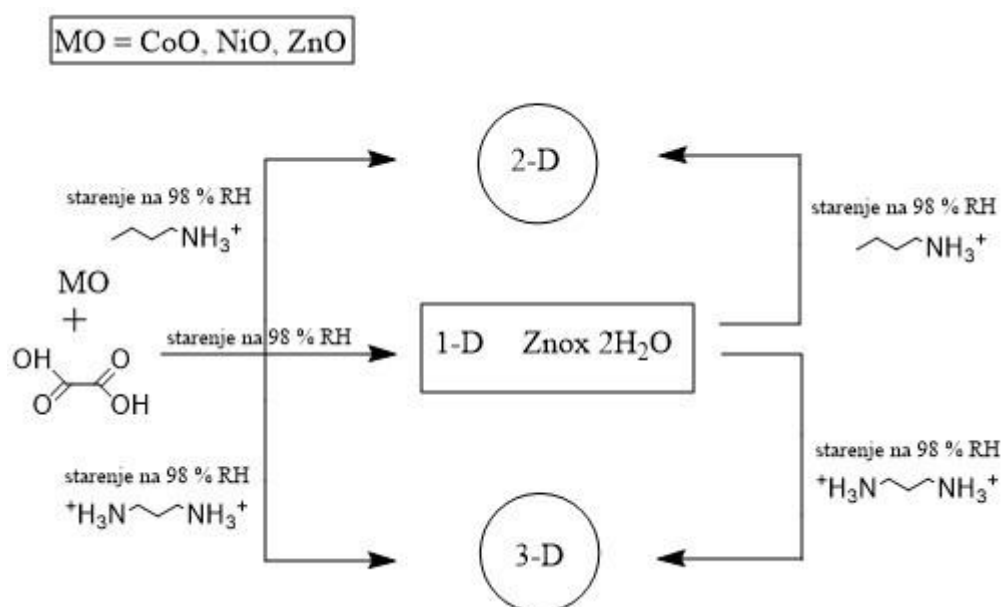 MO = CoO, NiO, ZnO
2-D
starenje na 98 % RH
NH₃⁺
starenje na 98 % RH
NH₃⁺
MO
+
OH
O
O
OH
starenje na 98 % RH
1-D Znox 2H₂O
starenje na 98 % RH
⁺H₃N NH₃⁺
starenje na 98 % RH
⁺H₃N NH₃⁺
3-D